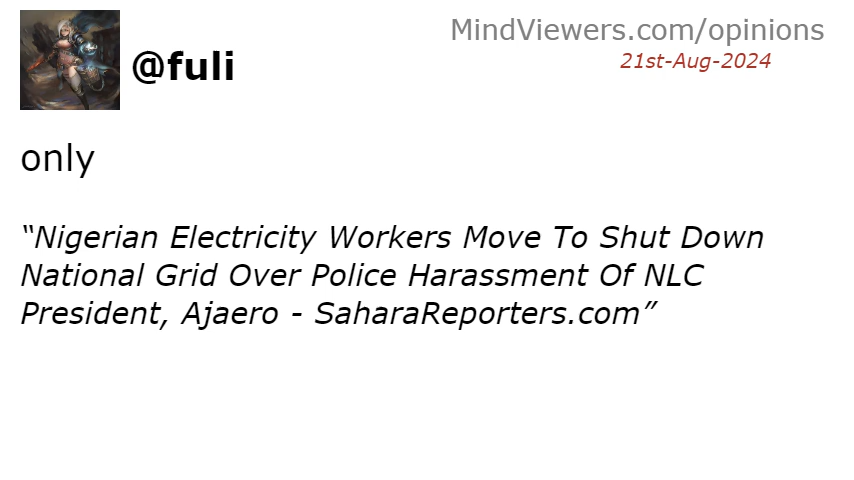 MindViewers.com/opinions
21st-Aug-2024
@fuli
only
“Nigerian Electricity Workers Move To Shut Down
National Grid Over Police Harassment Of NLC
President, Ajaero - SaharaReporters.com”